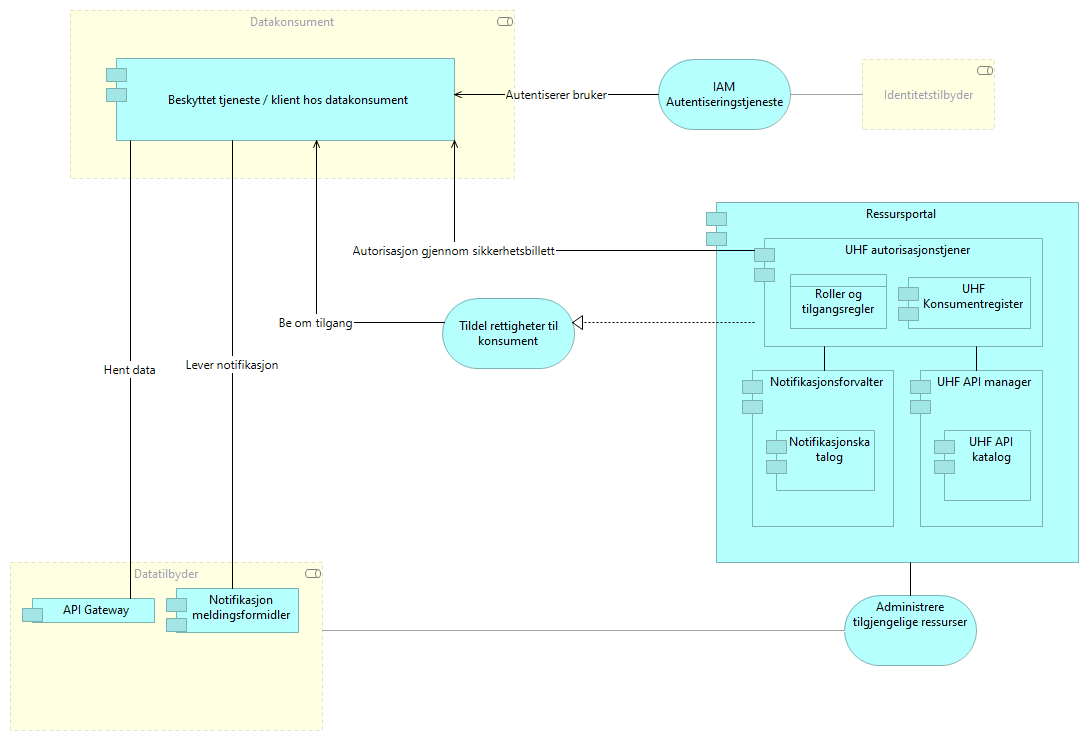 Datakonsument
Beskyttet tjeneste / klient hos datakonsument
Autentiserer bruker
IAM
Autentiseringstjeneste
Identitetstilbyder
Ressursportal
UHF autorisasjonstjener
Autorisasjon gjennom sikkerhetsbillett
Roller og
tilgangsregler
UHF
Konsumentregister
Be om tilgang
Tildel rettigheter til
konsument
Hent data
Lever notifikasjon
Notifikasjonsforvalter
UHF API manager
Notifikasjonska
talog
UHF API
katalog
Datatilbyder
API Gateway
Notifikasjon
meldingsformidler
Administrere
tilgjengelige ressurser